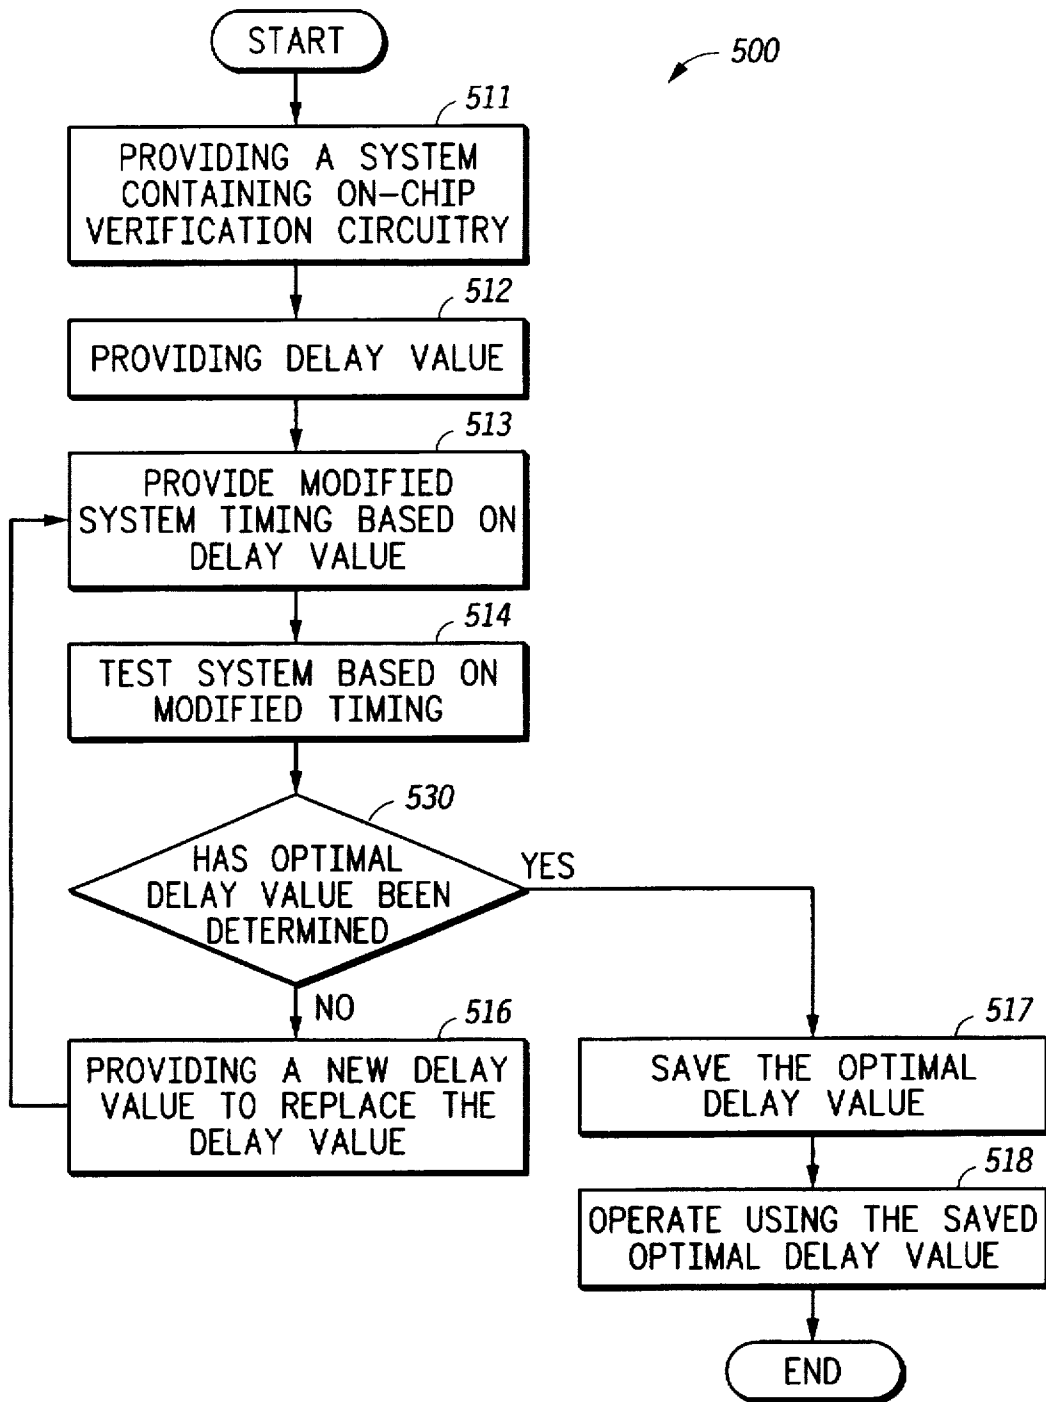 START
500
511
PROVIDING A SYSTEM
CONTAINING ON-CHIP
VERIFICATION CIRCUITRY
512
PROVIDING DELAY VALUE
513
PROVIDE MODIFIED
SYSTEM TIMING BASED ON
DELAY VALUE
514
TEST SYSTEM BASED ON
MODIFIED TIMING
530
HAS OPTIMAL
DELAY VALUE BEEN
DETERMINED
YES
NO
516
PROVIDING A NEW DELAY
VALUE TO REPLACE THE
DELAY VALUE
517
SAVE THE OPTIMAL
DELAY VALUE
518
OPERATE USING THE SAVED
OPTIMAL DELAY VALUE
END